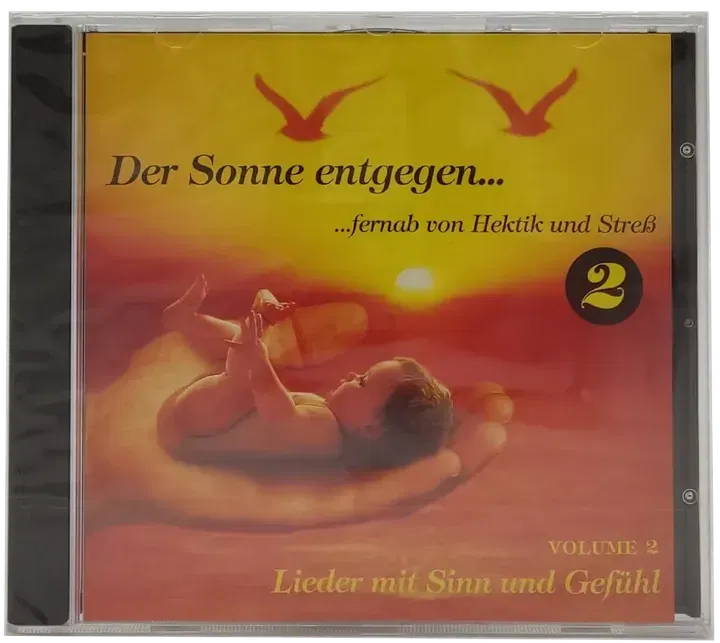 Der Sonne entgegen...
...fernab von Hektik und Streß
2
VOLUME 2
Lieder mit Sinn und Gefühl